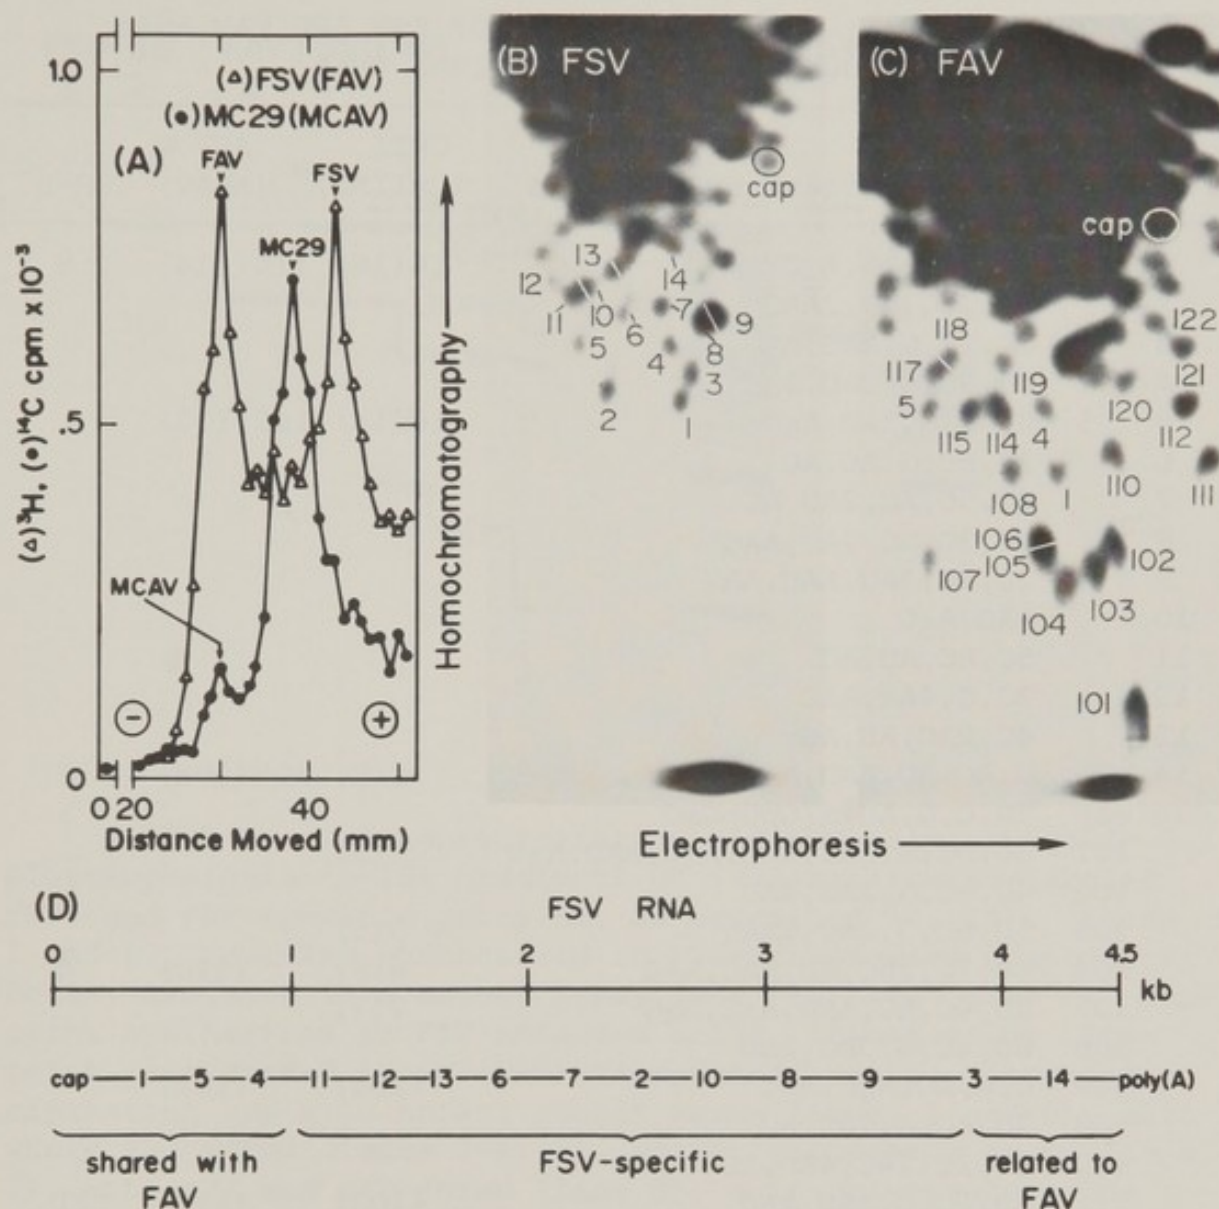 (A)
(△)FSV(FAV)
(●)MC29(MCAV)
FAV
FSV
MC29
MCAV
1.0
.5
0
(△)³H, (●)¹⁴C cpm x10⁻³
− +
0 20 40
Distance Moved (mm)
Homochromatography
(B) FSV
cap
13
14
12
11
10
6
7
9
5
4
8
3
2
1
(C) FAV
cap
118
122
117
119
121
5
120
115
114
4
112
108
1
110
111
106
105
102
107
103
104
101
Electrophoresis
(D)
FSV RNA
0 1 2 3 4 4.5
kb
cap—1—5—4—11—12—13—6—7—2—10—8—9—3—14—poly(A)
shared with FSV-specific related to
FAV FAV